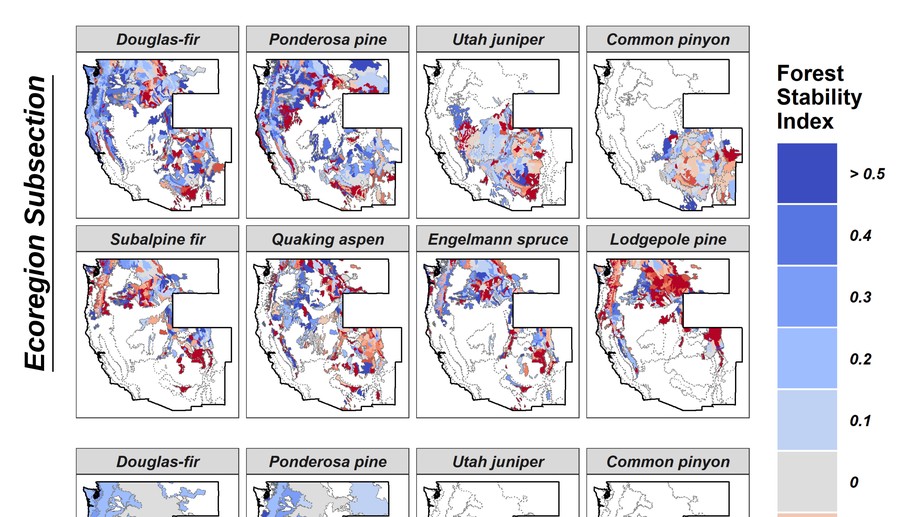 Douglas-fir
Ponderosa pine
Utah juniper
Common pinyon
Ecoregion Subsection
Subalpine fir
Quaking aspen
Engelmann spruce
Lodgepole pine
Douglas-fir
Ponderosa pine
Utah juniper
Common pinyon
Forest
Stability
Index
> 0.5
0.4
0.3
0.2
0.1
0